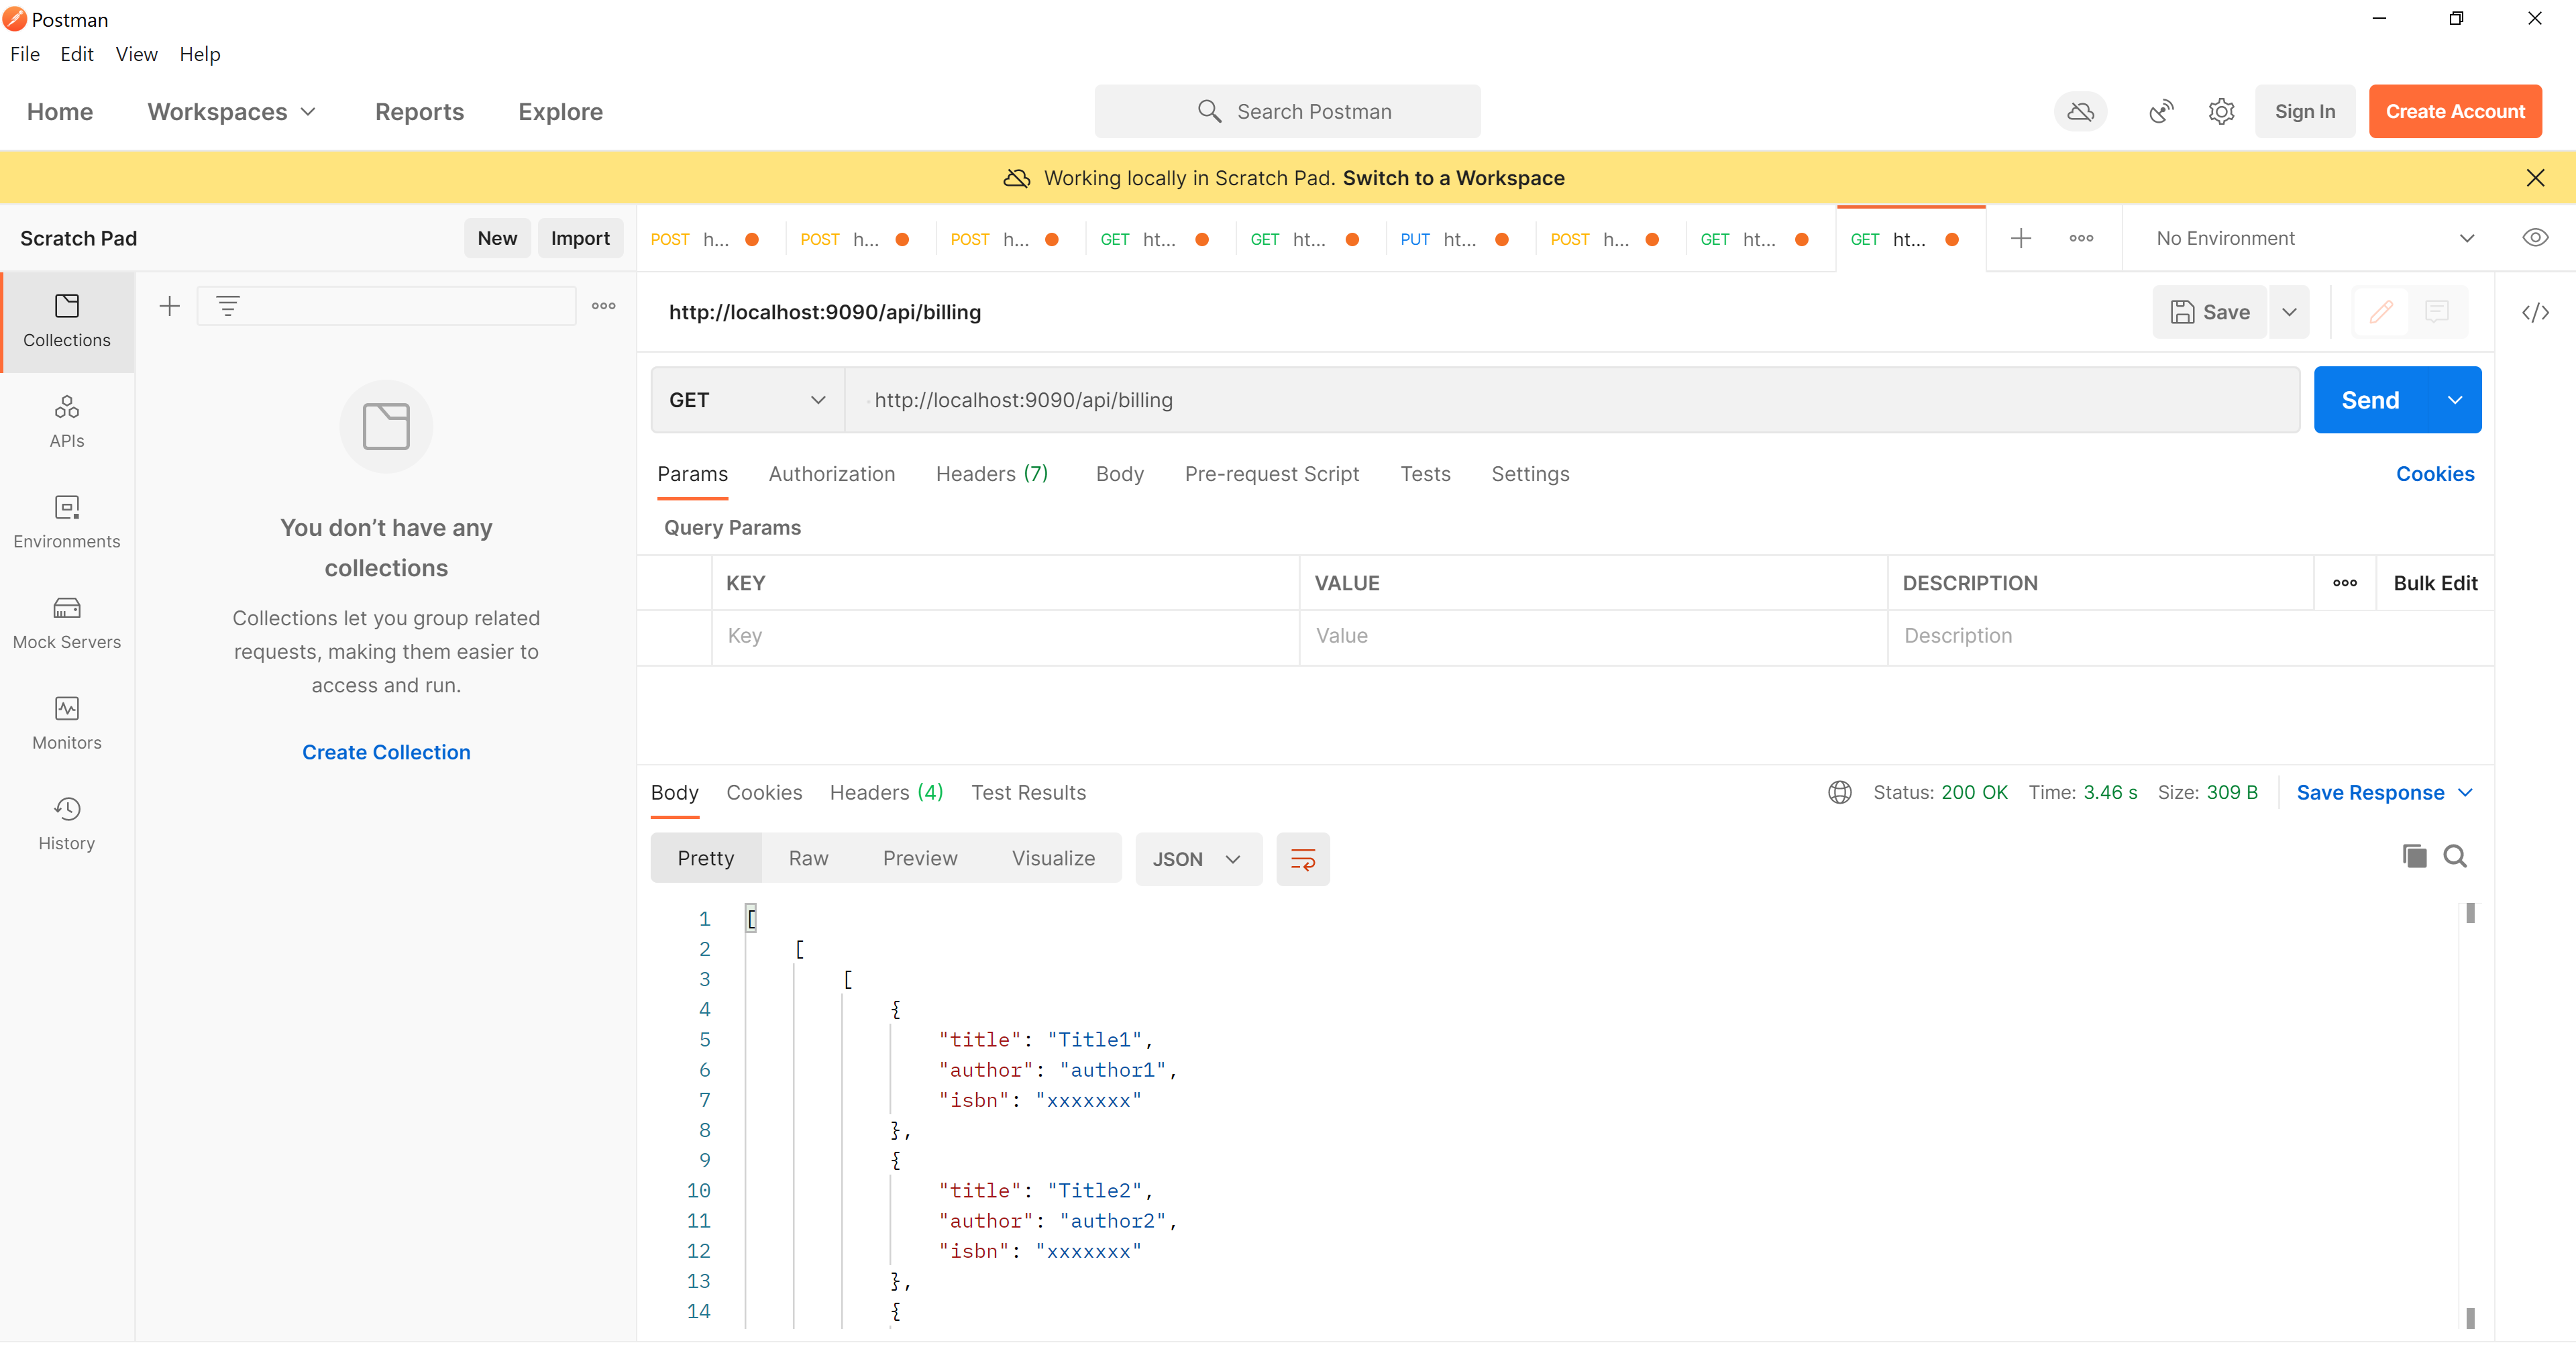 Postman
File Edit View Help
Home Workspaces Reports Explore Search Postman Sign In Create Account
Working locally in Scratch Pad. Switch to a Workspace
Scratch Pad New Import POST h... POST h... POST h... GET ht... GET ht... PUT ht... POST h... GET ht... GET ht... No Environment
http://localhost:9090/api/billing Save
Collections
GET http://localhost:9090/api/billing Send
APIs
Params Authorization Headers (7) Body Pre-request Script Tests Settings Cookies
Query Params
Environments
You don’t have any
collections
KEY VALUE DESCRIPTION Bulk Edit
Key Value Description
Mock Servers
Collections let you group related
requests, making them easier to
access and run.
Monitors
Create Collection
History
Body Cookies Headers (4) Test Results Status: 200 OK Time: 3.46 s Size: 309 B Save Response
Pretty Raw Preview Visualize JSON
1 [
2 [
3 [
4 {
5 "title": "Title1",
6 "author": "author1",
7 "isbn": "xxxxxxx"
8 },
9 {
10 "title": "Title2",
11 "author": "author2",
12 "isbn": "xxxxxxx"
13 },
14 {